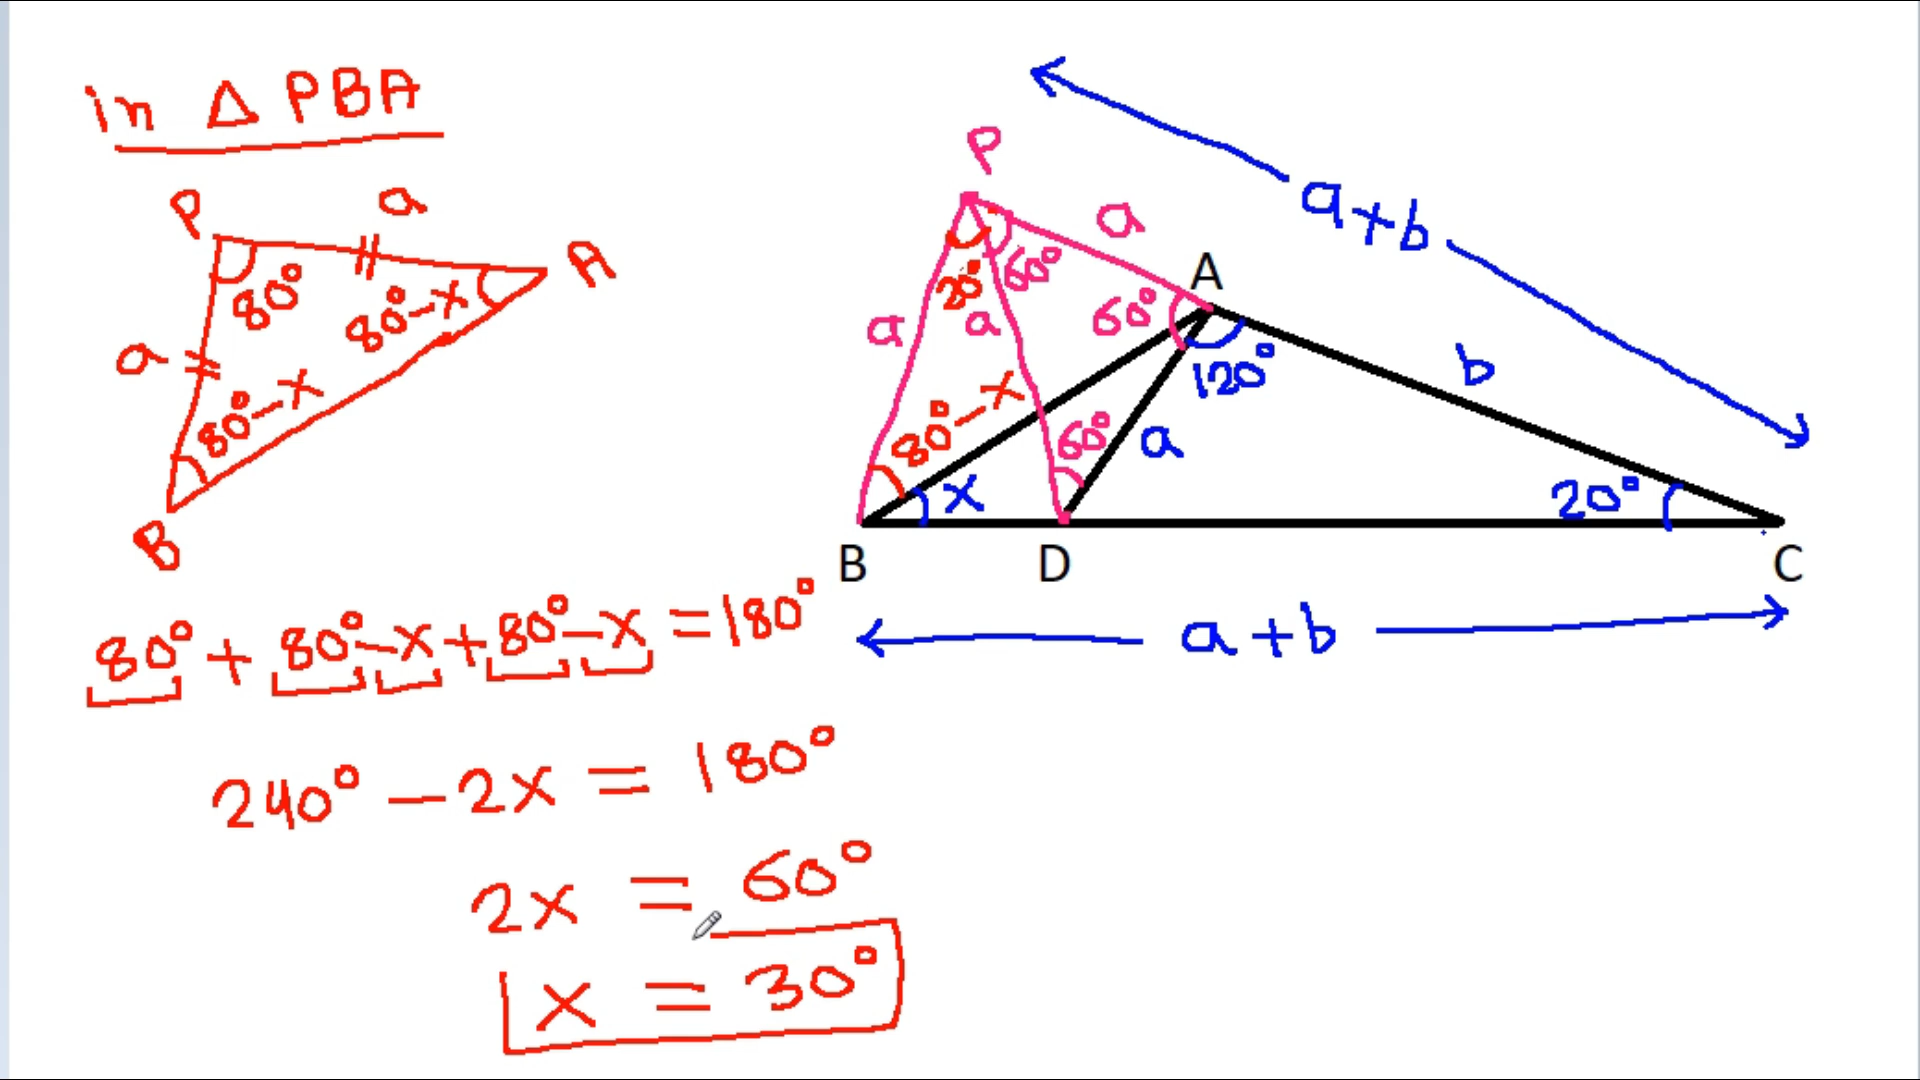 in Δ PBA
P
a
A
80°
80°-x
a
80°-x
B
80° + 80°-x + 80°-x = 180°
240° - 2x = 180°
2x = 60°
x = 30°
a+b
P
a
A
60°
20°
60°
a
a
120°
b
80°-x
60°
a
x
20°
B
D
C
a+b